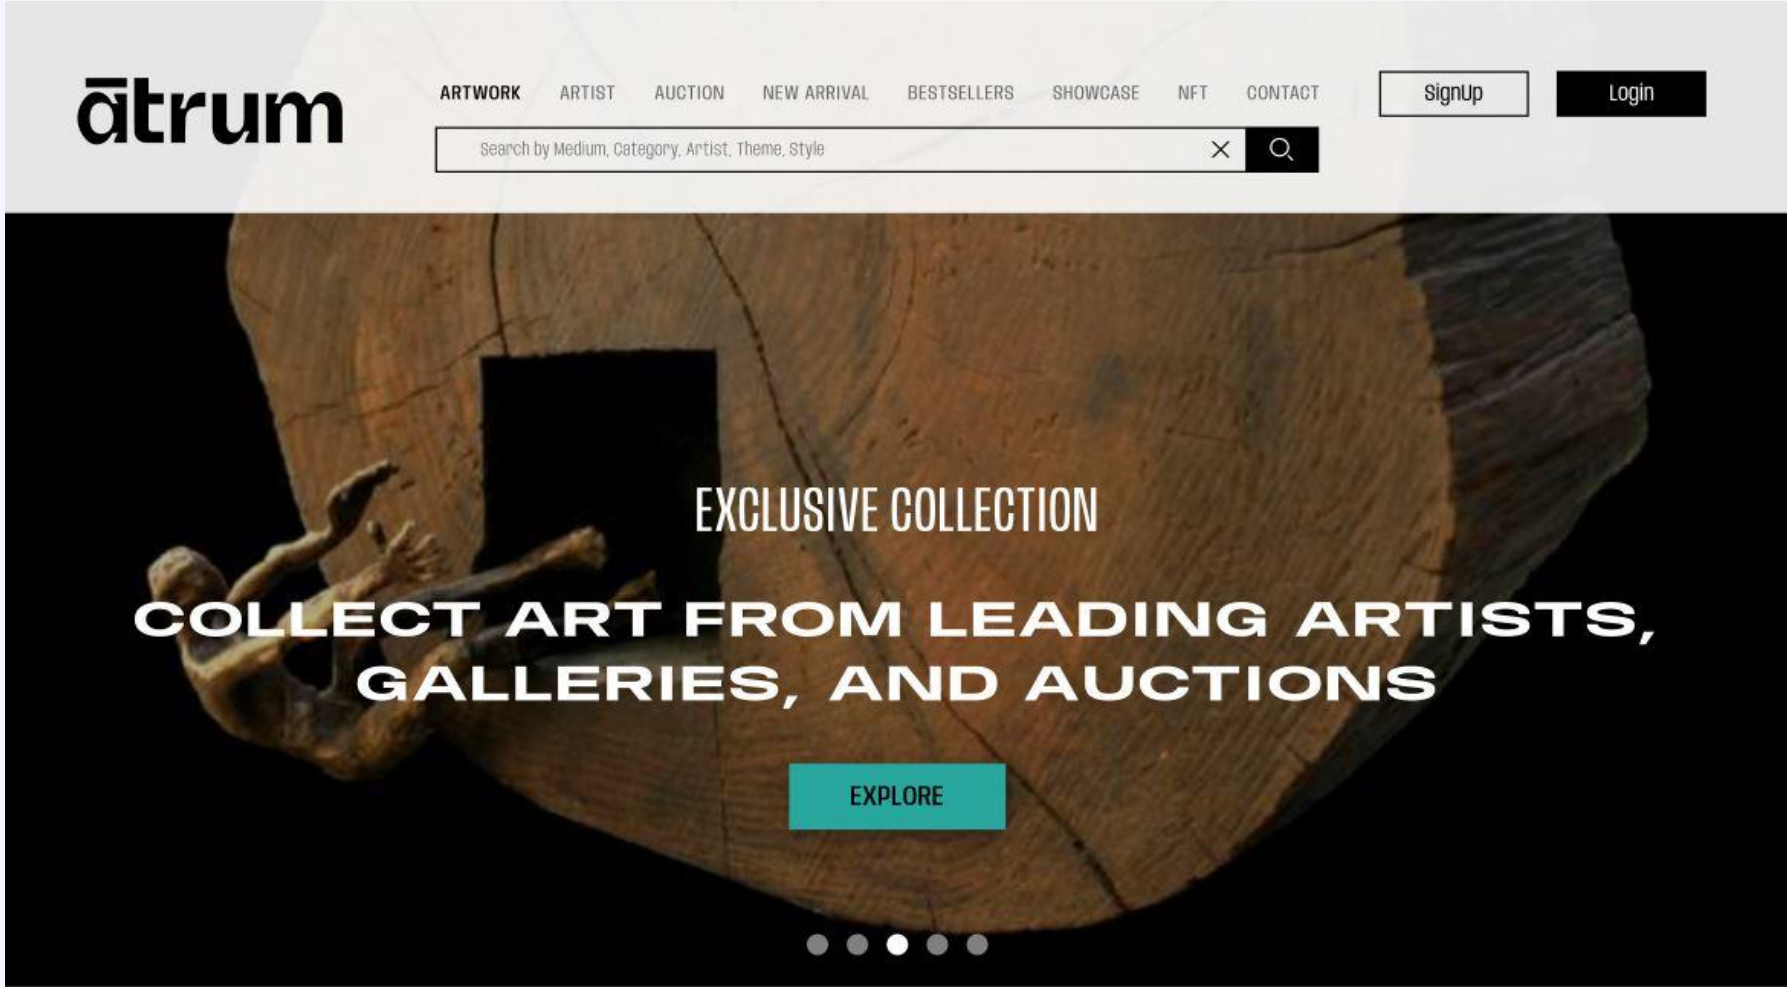 ātrum
ARTWORK ARTIST AUCTION NEW ARRIVAL BESTSELLERS SHOWCASE NFT CONTACT
SignUp Login
Search by Medium, Category, Artist, Theme, Style
EXCLUSIVE COLLECTION
COLLECT ART FROM LEADING ARTISTS,
GALLERIES, AND AUCTIONS
EXPLORE